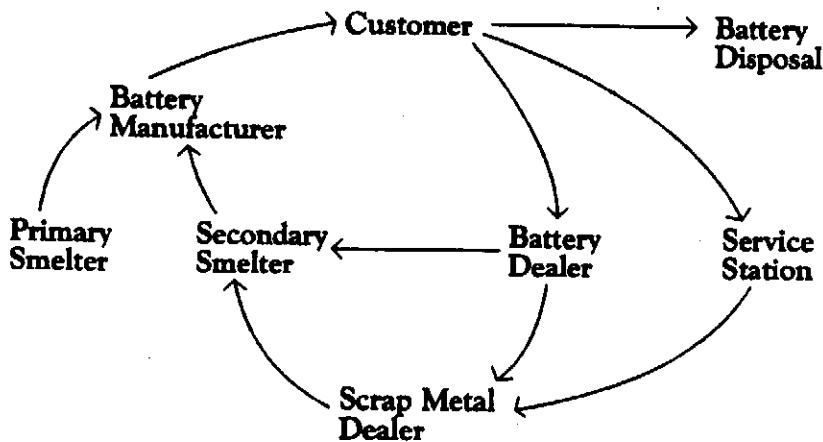 Customer
Battery
Disposal
Battery
Manufacturer
Primary
Smelter
Secondary
Smelter
Battery
Dealer
Service
Station
Scrap Metal
Dealer